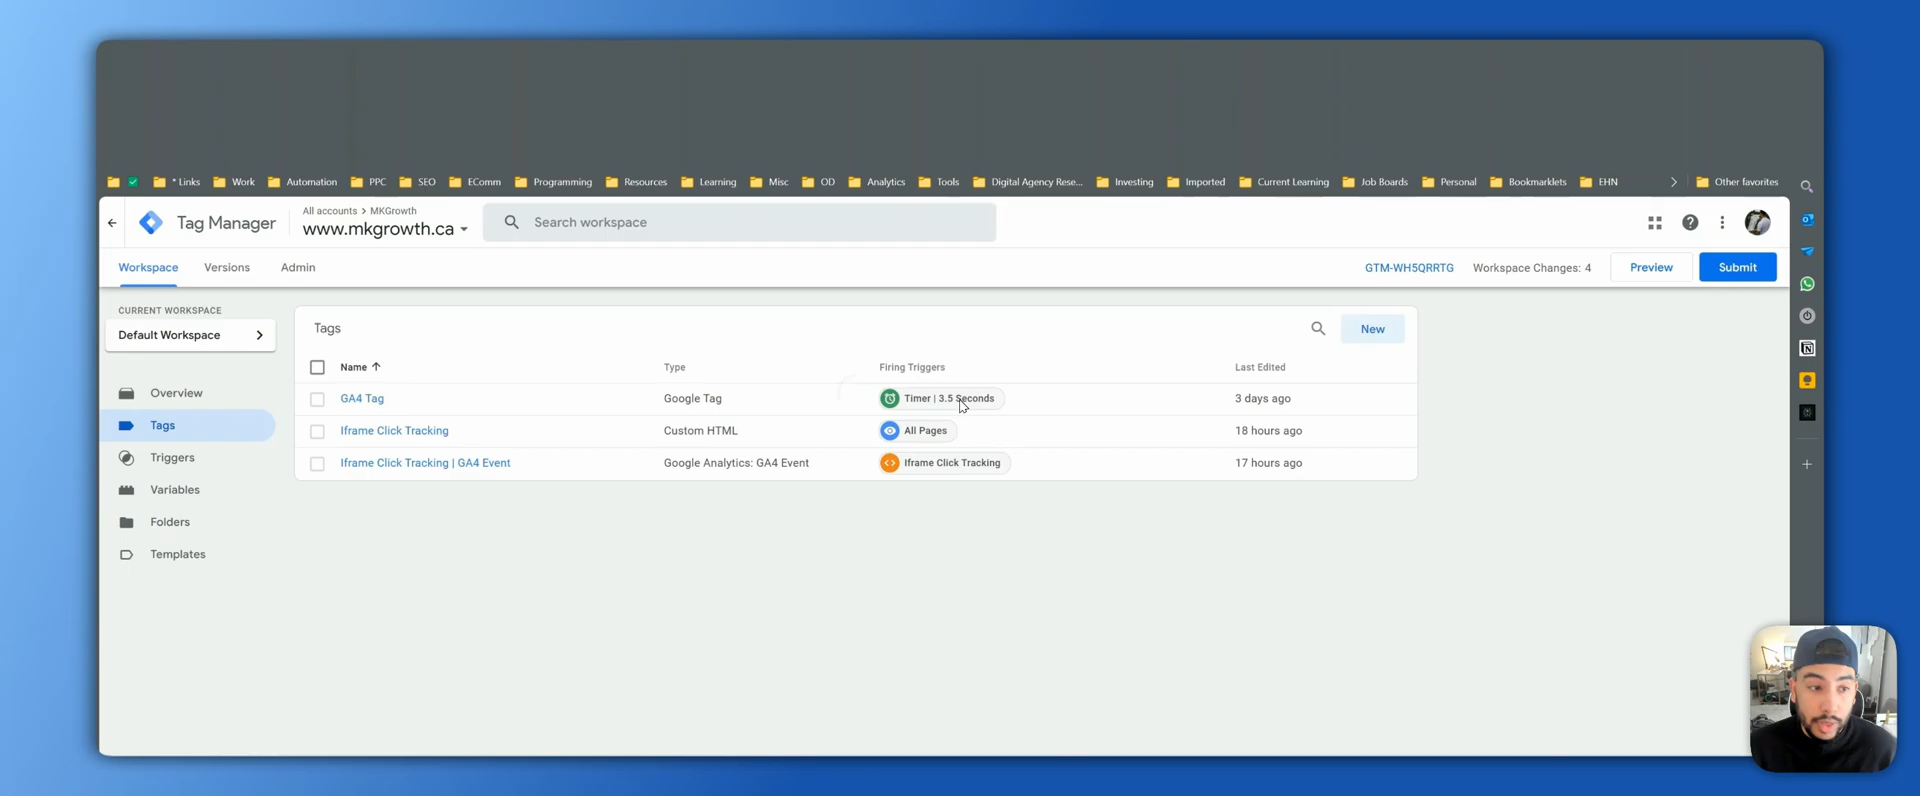 * Links Work Automation PPC SEO EComm Programming Resources Learning Misc OD Analytics Tools Digital Agency Rese... Investing Imported Current Learning Job Boards Personal Bookmarklets EHN Other favorites
Tag Manager
All accounts > MKGrowth
www.mkgrowth.ca
Search workspace
Workspace Versions Admin
GTM-WH5QRRTG Workspace Changes: 4 Preview Submit
CURRENT WORKSPACE
Default Workspace
Overview
Tags
Triggers
Variables
Folders
Templates
Tags New
Name Type Firing Triggers Last Edited
GA4 Tag Google Tag Timer | 3.5 Seconds 3 days ago
Iframe Click Tracking Custom HTML All Pages 18 hours ago
Iframe Click Tracking | GA4 Event Google Analytics: GA4 Event Iframe Click Tracking 17 hours ago